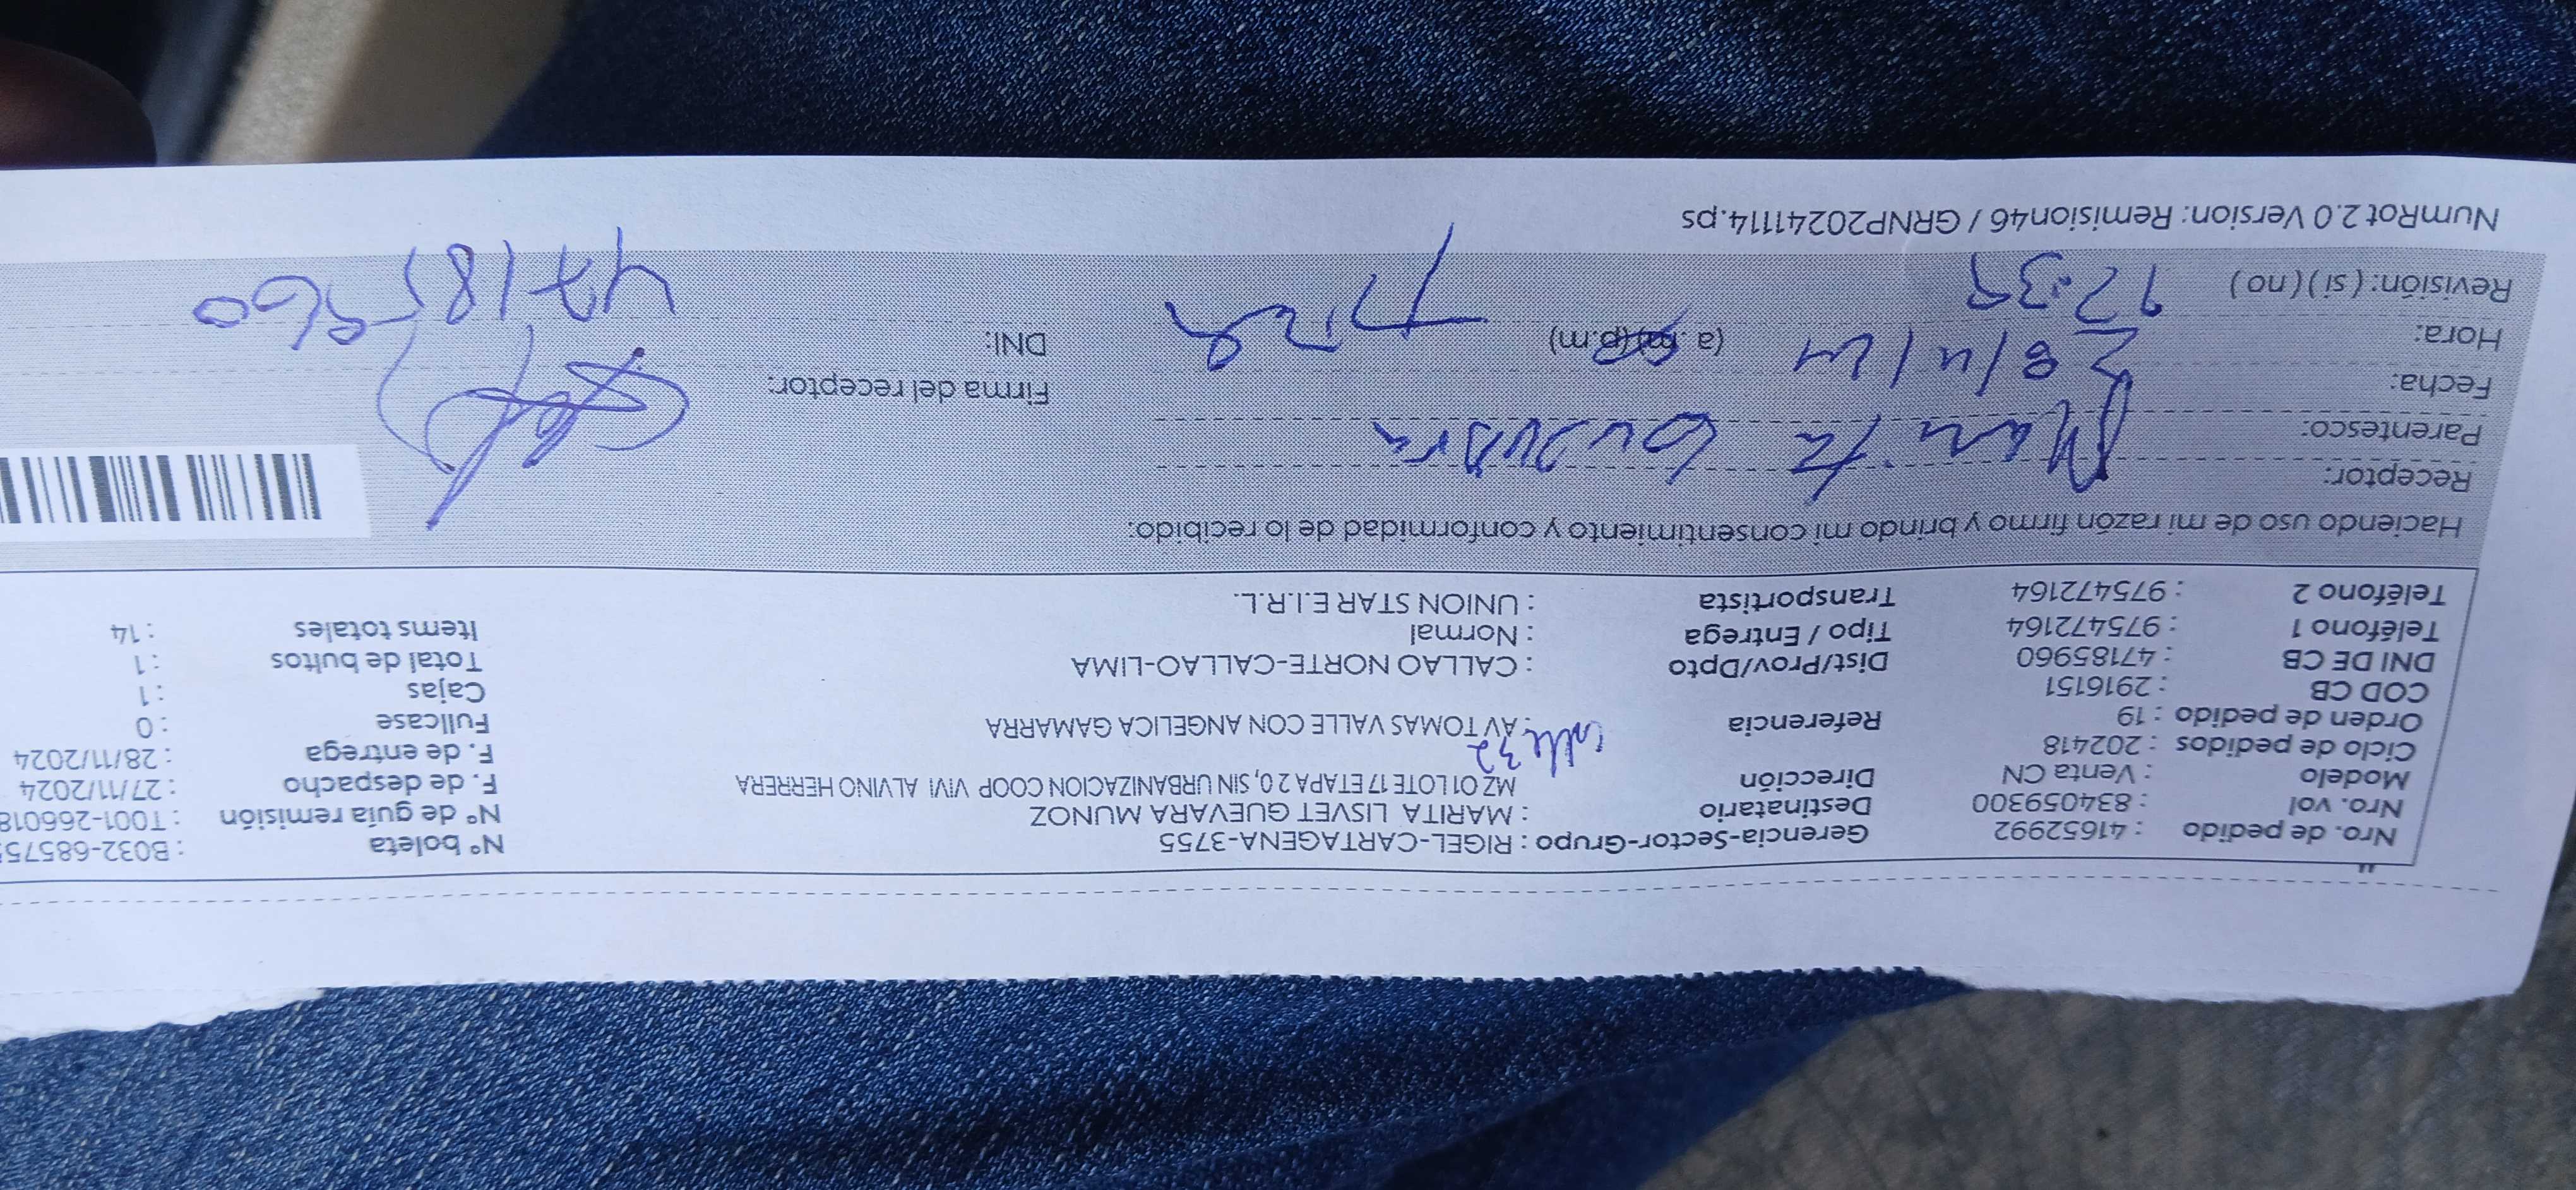 Nro. de pedido : 41652992 Gerencia-Sector-Grupo : RIGEL-CARTAGENA-3755 N° boleta : B032-68575
Nro. vol : 834059300 Destinatario : MARITA LISVET GUEVARA MUNOZ N° de guía remisión : T001-266018
Modelo : Venta CN Dirección MZ O1 LOTE 17 ETAPA 2 0, SIN URBANIZACION COOP VIVI ALVINO HERRERA F. de despacho : 27/11/2024
Calle 32
Ciclo de pedidos : 202418 F. de entrega : 28/11/2024
Orden de pedido : 19 Referencia : AV TOMAS VALLE CON ANGELICA GAMARRA Fullcase : 0
COD CB : 2916151 Cajas : 1
DNI DE CB : 47185960 Dist/Prov/Dpto : CALLAO NORTE-CALLAO-LIMA Total de bultos : 1
Teléfono 1 : 975472164 Tipo / Entrega : Normal Items totales : 14
Teléfono 2 : 975472164 Transportista : UNION STAR E.I.R.L.
Haciendo uso de mi razón firmo y brindo mi consentimiento y conformidad de lo recibido:
Receptor: Marita Guevara
Parentesco:
Fecha: 28/11/24 Firma del receptor:
Hora: 12:35 (a.m)(p.m) DNI: 47185960
Revisión: (si) (no)
NumRot 2.0 Version: Remision46 / GRNP20241114.ps